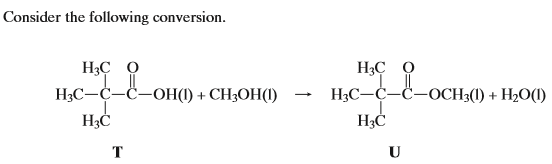 Consider the following conversion.
H₃C O H₃C O
H₃C–C–C–OH(l) + CH₃OH(l) → H₃C–C–C–OCH₃(l) + H₂O(l)
H₃C H₃C
T U